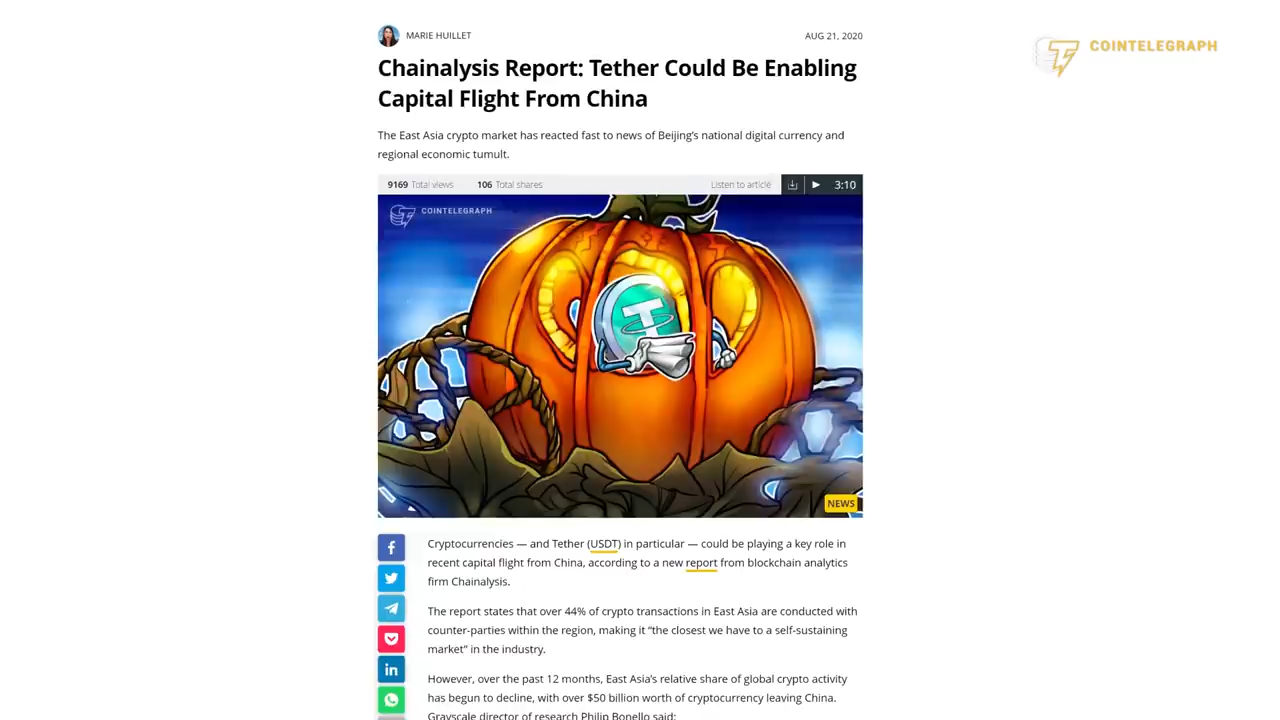 MARIE HUILLET
AUG 21, 2020
COINTELEGRAPH
Chainalysis Report: Tether Could Be Enabling
Capital Flight From China
The East Asia crypto market has reacted fast to news of Beijing's national digital currency and
regional economic tumult.
9169 Total views 106 Total shares Listen to article 3:10
COINTELEGRAPH
NEWS
Cryptocurrencies — and Tether (USDT) in particular — could be playing a key role in
recent capital flight from China, according to a new report from blockchain analytics
firm Chainalysis.
The report states that over 44% of crypto transactions in East Asia are conducted with
counter-parties within the region, making it “the closest we have to a self-sustaining
market” in the industry.
However, over the past 12 months, East Asia's relative share of global crypto activity
has begun to decline, with over $50 billion worth of cryptocurrency leaving China.
Grayscale director of research Philip Bonello said: